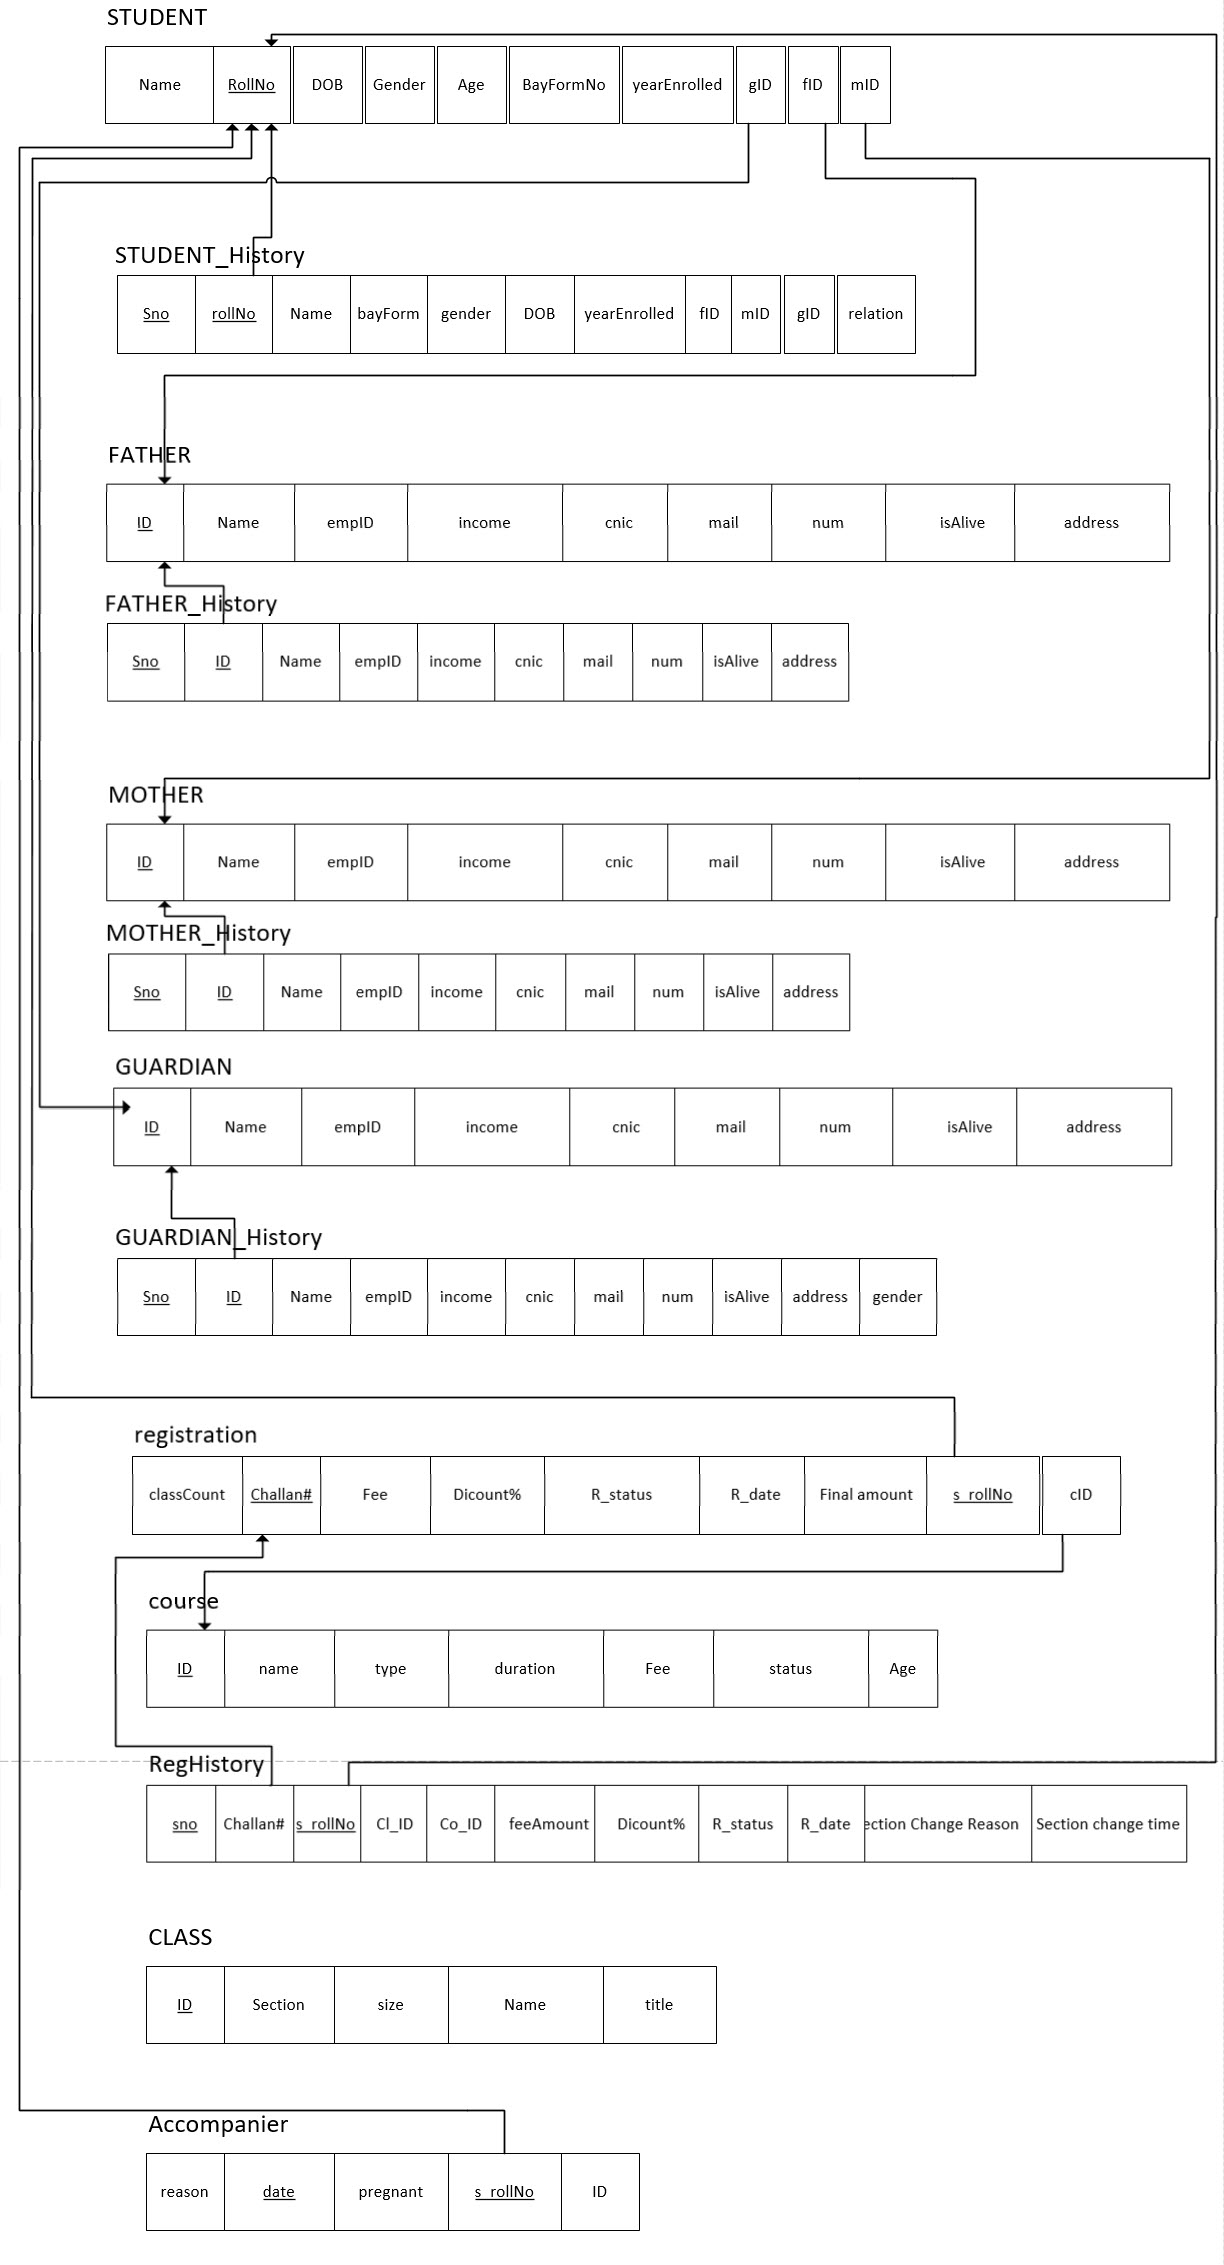 STUDENT
Name RollNo DOB Gender Age BayFormNo yearEnrolled gID fID mID
STUDENT_History
Sno rollNo Name bayForm gender DOB yearEnrolled fID mID gID relation
FATHER
ID Name empID income cnic mail num isAlive address
FATHER_History
Sno ID Name empID income cnic mail num isAlive address
MOTHER
ID Name empID income cnic mail num isAlive address
MOTHER_History
Sno ID Name empID income cnic mail num isAlive address
GUARDIAN
ID Name empID income cnic mail num isAlive address
GUARDIAN_History
Sno ID Name empID income cnic mail num isAlive address gender
registration
classCount Challan# Fee Dicount% R_status R_date Final amount s_rollNo cID
course
ID name type duration Fee status Age
RegHistory
sno Challan# s_rollNo Cl_ID Co_ID feeAmount Dicount% R_status R_date ection Change Reason Section change time
CLASS
ID Section size Name title
Accompanier
reason date pregnant s_rollNo ID